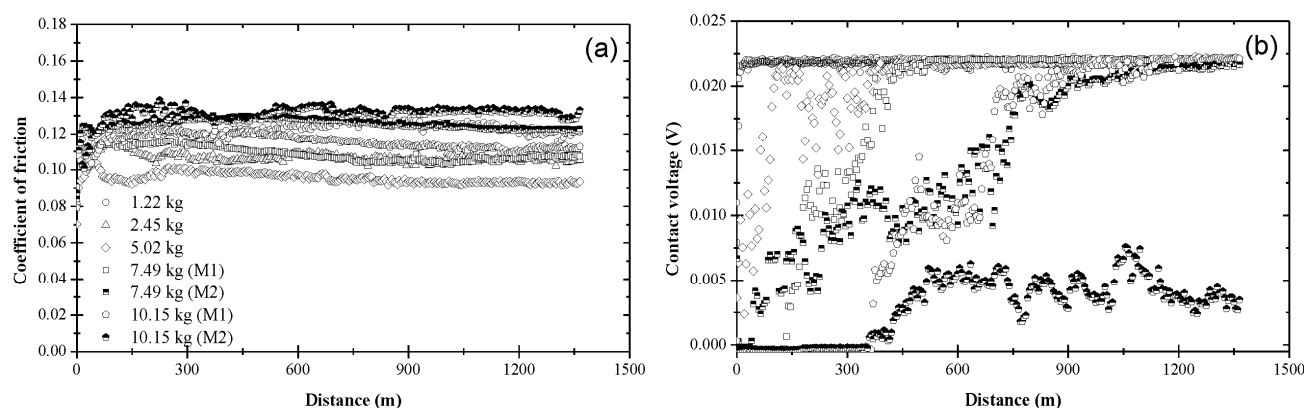 0.18
0.16
0.14
0.12
0.10
0.08
0.06
0.04
0.02
0.00
Coefficient of friction
(a)
1.22 kg
2.45 kg
5.02 kg
7.49 kg (M1)
7.49 kg (M2)
10.15 kg (M1)
10.15 kg (M2)
0 300 600 900 1200 1500
Distance (m)
0.025
0.020
0.015
0.010
0.005
0.000
Contact voltage (V)
(b)
0 300 600 900 1200 1500
Distance (m)